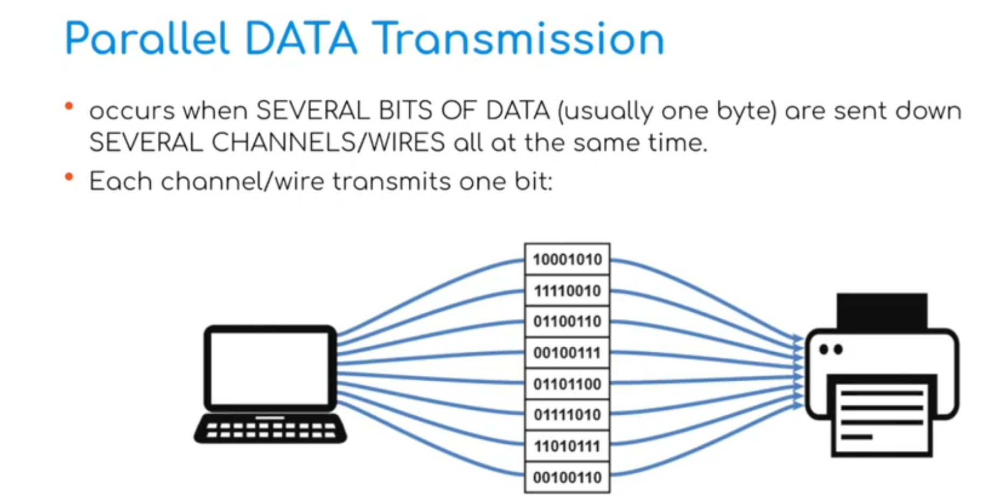 Parallel DATA Transmission
• occurs when SEVERAL BITS OF DATA (usually one byte) are sent down
SEVERAL CHANNELS/WIRES all at the same time.
• Each channel/wire transmits one bit:
10001010
11110010
01100110
00100111
01101100
01111010
11010111
00100110